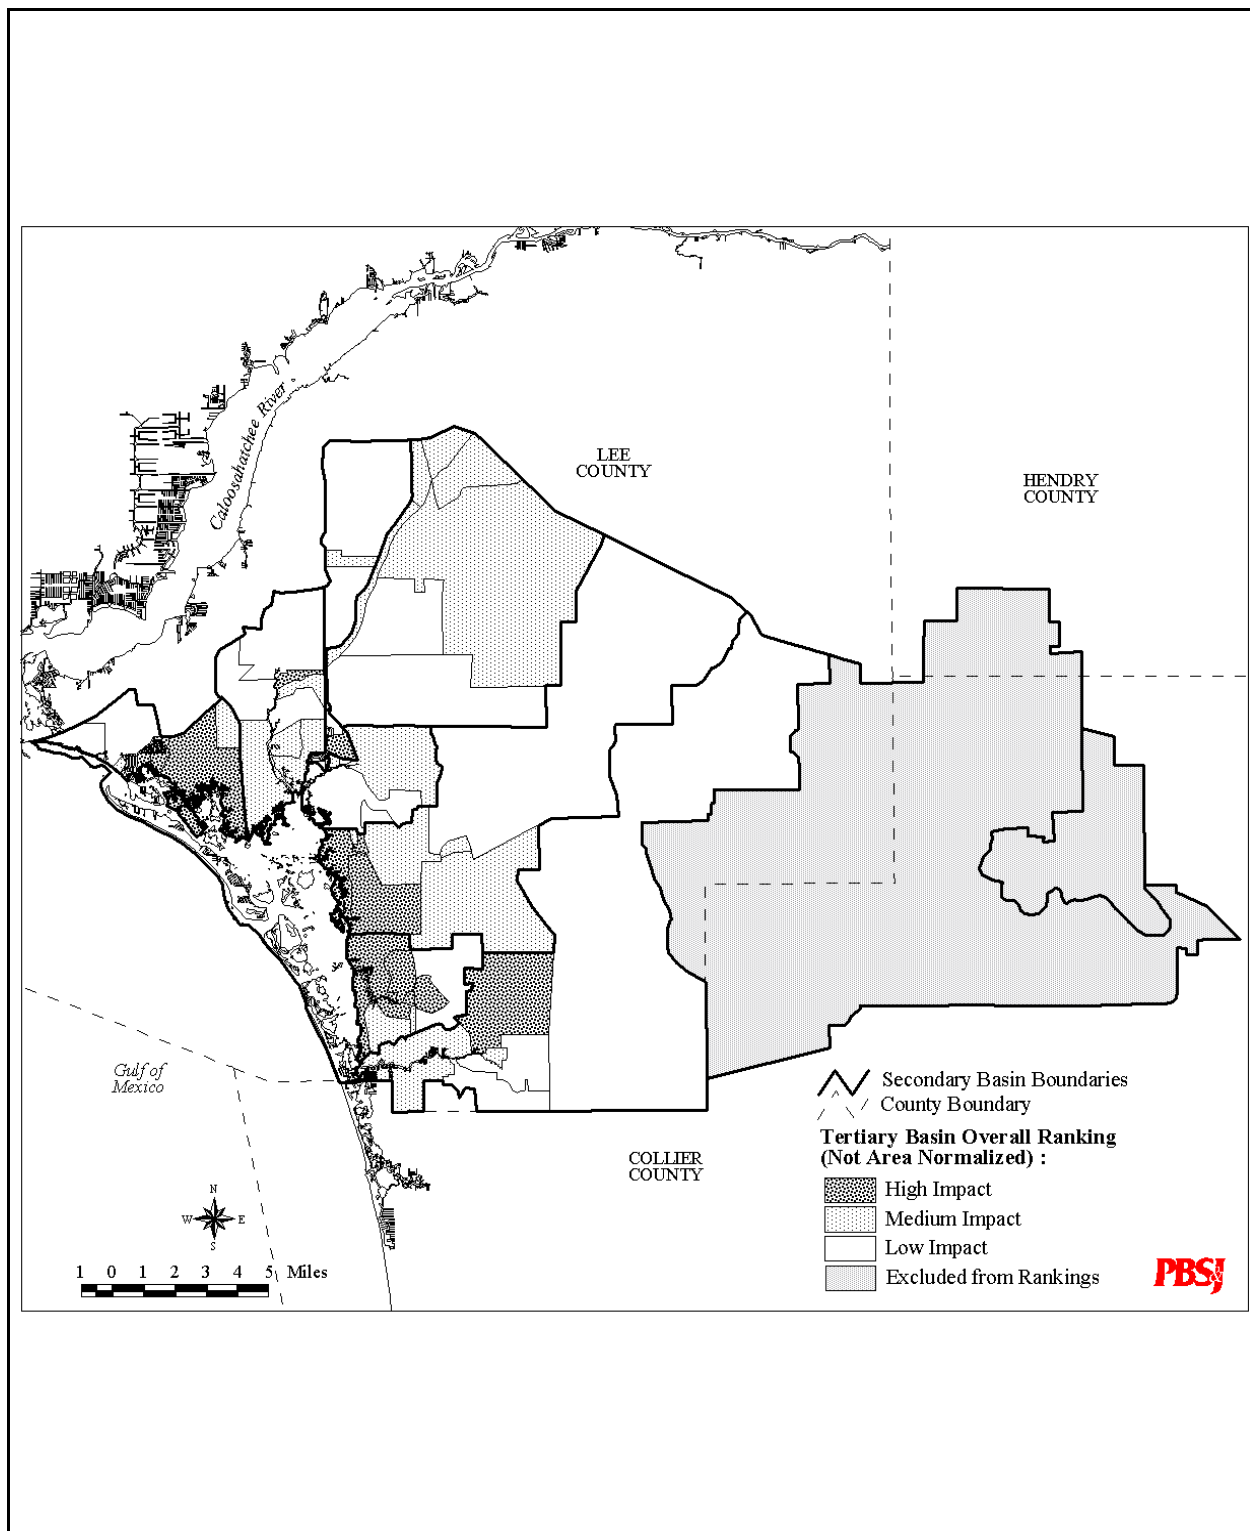 Caloosahatchee River
LEE
COUNTY
HENDRY
COUNTY
Gulf of
Mexico
COLLIER
COUNTY
Secondary Basin Boundaries
County Boundary
Tertiary Basin Overall Ranking
(Not Area Normalized) :
High Impact
Medium Impact
Low Impact
Excluded from Rankings
N
W E
S
1 0 1 2 3 4 5 Miles
PBS&J